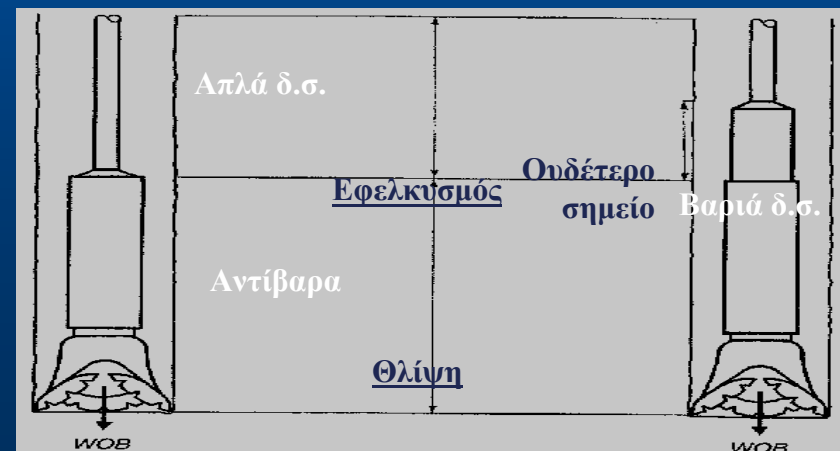 Απλά δ.σ.
Ουδέτερο
Εφελκυσμός
σημείο
Βαριά δ.σ.
Αντίβαρα
Θλίψη
WOB
WOB